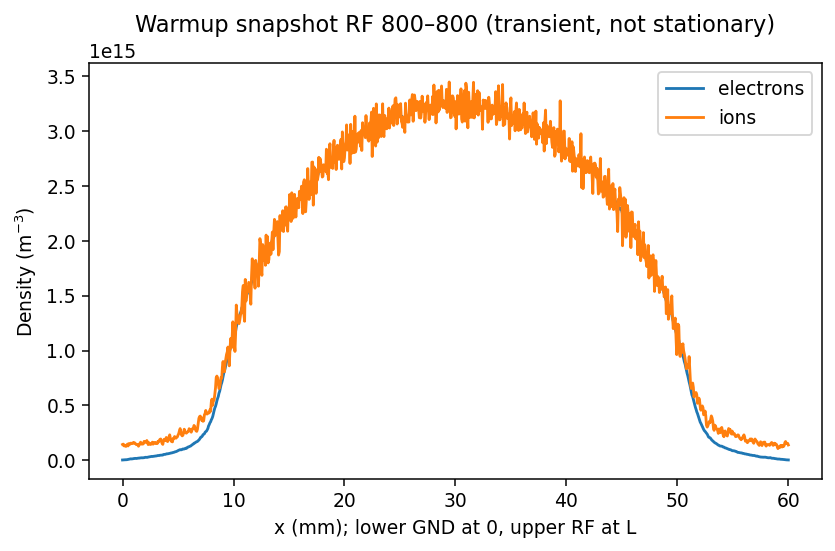 Warmup snapshot RF 800–800 (transient, not stationary)
1e15
3.5
3.0
2.5
2.0
1.5
1.0
0.5
0.0
Density (m⁻³)
electrons
ions
0 10 20 30 40 50 60
x (mm); lower GND at 0, upper RF at L